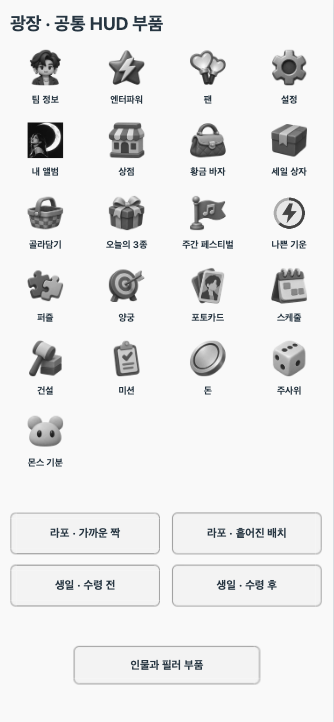 광장 · 공통 HUD 부품
팀 정보 엔터파워 팬 설정
내 앨범 상점 황금 바자 세일 상자
골라담기 오늘의 3종 주간 페스티벌 나쁜 기운
퍼즐 양궁 포토카드 스케줄
건설 미션 돈 주사위
몬스 기분
라포 · 가까운 짝 라포 · 흩어진 배치
생일 · 수령 전 생일 · 수령 후
인물과 필러 부품